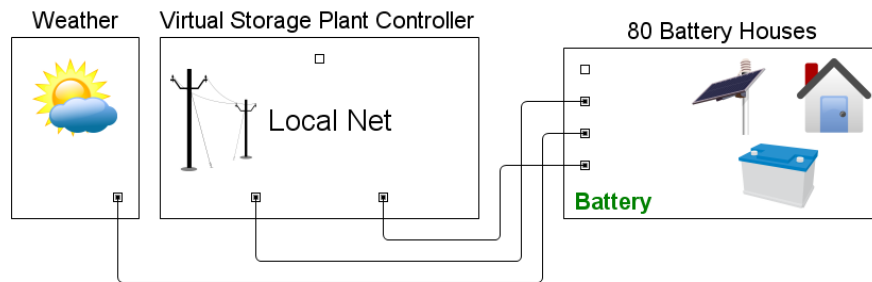 Weather
Virtual Storage Plant Controller
80 Battery Houses
Local Net
Battery